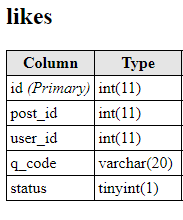 likes
Column Type
id (Primary) int(11)
post_id int(11)
user_id int(11)
q_code varchar(20)
status tinyint(1)